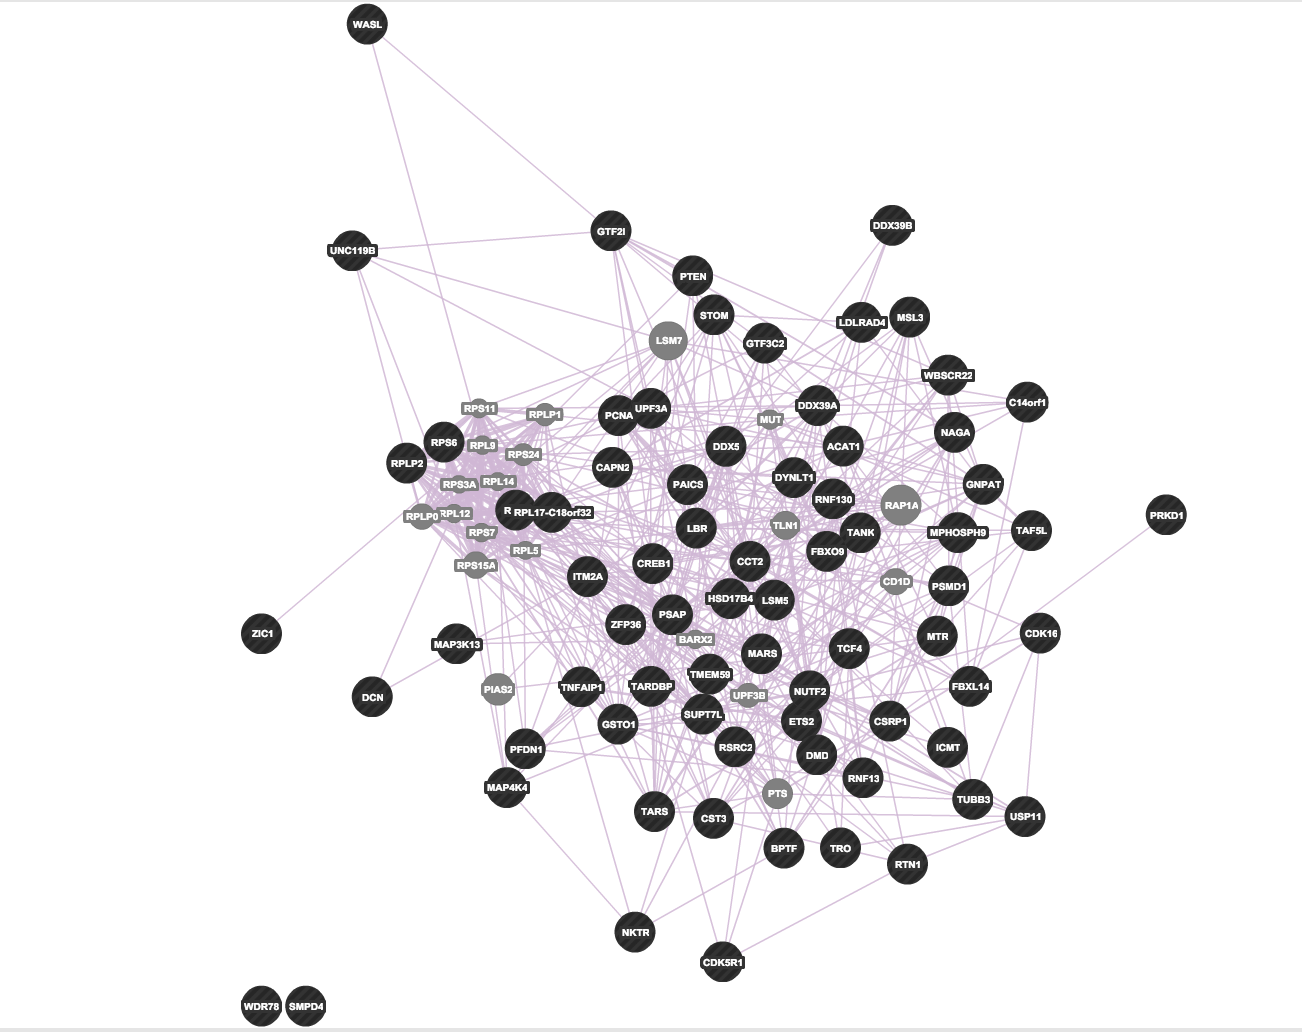 WASL
DDX39B
GTF2I
UNC119B
PTEN
STOM
LDLRAD4
MSL3
LSM7
GTF3C2
WBSCR22
C14orf1
RPS11
RPLP1
PCNA
UPF3A
DDX39A
MUT
NAGA
RPS6
RPL9
RPS24
DDX5
ACAT1
RPLP2
CAPN2
DYNLT1
RPS3A
RPL14
PAICS
GNPAT
RNF130
RAP1A
RPLP0
RPL12
R
RPL17-C18orf32
PRKD1
TLN1
LBR
TANK
MPHOSPH9
TAF5L
RPS7
RPL5
FBXO9
RPS15A
CREB1
CCT2
ITM2A
CD1D
PSMD1
HSD17B4
LSM5
PSAP
ZFP36
ZIC1
BARX2
MTR
CDK16
MAP3K13
MARS
TCF4
TMEM59
PIAS2
TNFAIP1
TARDBP
FBXL14
DCN
UPF3B
NUTF2
SUPT7L
GSTO1
ETS2
CSRP1
PFDN1
RSRC2
DMD
ICMT
RNF13
MAP4K4
PTS
TUBB3
TARS
CST3
USP11
BPTF
TRO
RTN1
NKTR
CDK5R1
WDR78
SMPD4